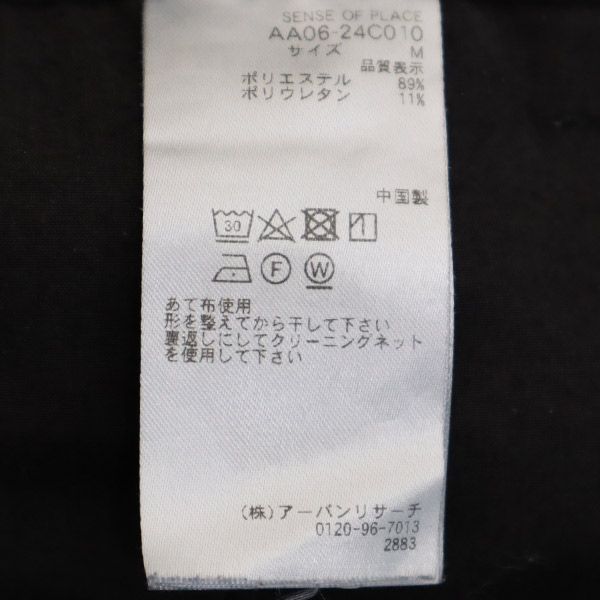 SENSE OF PLACE
AA06-24C010
サイズ M
品質表示
ポリエステル 89%
ポリウレタン 11%
中国製
30
F W
あて布使用
形を整えてから干して下さい
裏返しにしてクリーニングネット
を使用して下さい
(株)アーバンリサーチ
0120-96-7013
2883